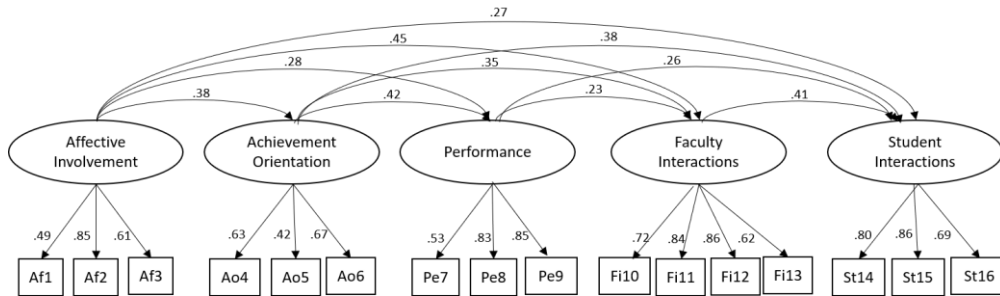 .27
.45
.38
.28
.35
.26
.38
.42
.23
.41
Affective
Involvement
Achievement
Orientation
Performance
Faculty
Interactions
Student
Interactions
.49
.85
.61
.63
.42
.67
.53
.83
.85
.72
.84
.86
.62
.80
.86
.69
Af1
Af2
Af3
Ao4
Ao5
Ao6
Pe7
Pe8
Pe9
Fi10
Fi11
Fi12
Fi13
St14
St15
St16